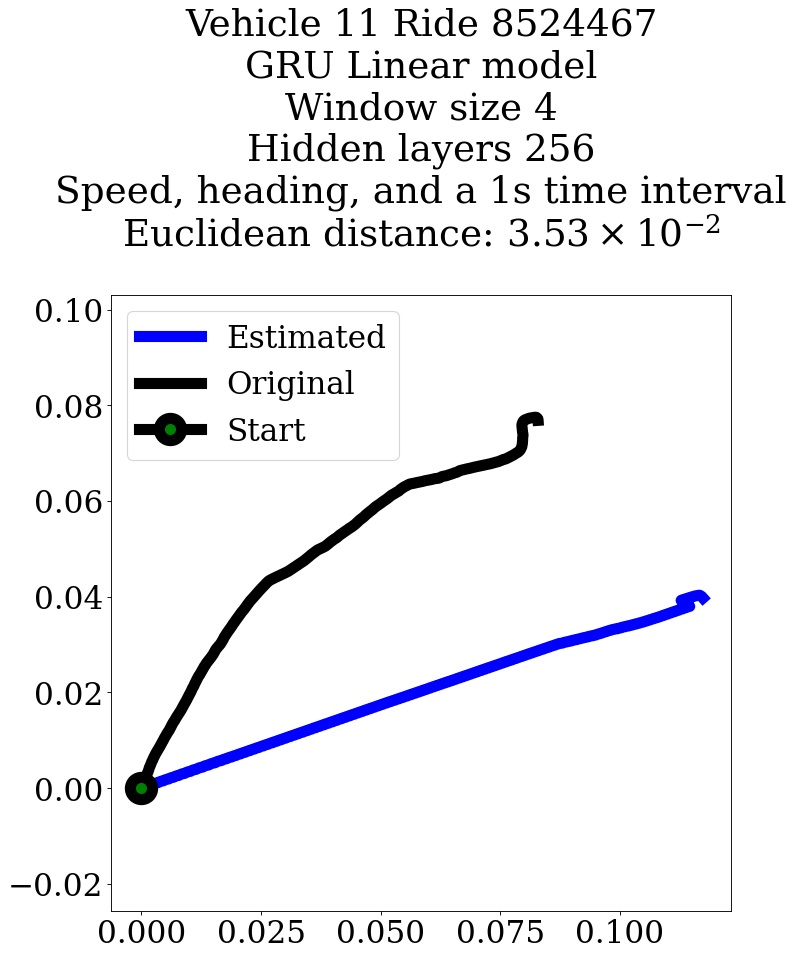 Vehicle 11 Ride 8524467
GRU Linear model
Window size 4
Hidden layers 256
Speed, heading, and a 1s time interval
Euclidean distance: 3.53 × 10⁻²
Estimated
Original
Start
0.10
0.08
0.06
0.04
0.02
0.00
−0.02
0.000 0.025 0.050 0.075 0.100